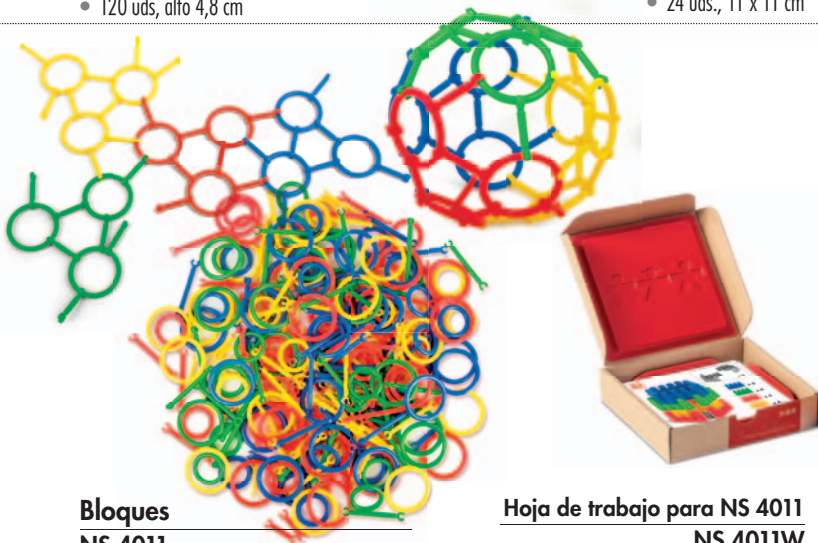 • 120 uds, alto 4,8 cm
• 24 uds., 11 x 11 cm
Bloques
NS 4011
Hoja de trabajo para NS 4011
NS 4011W